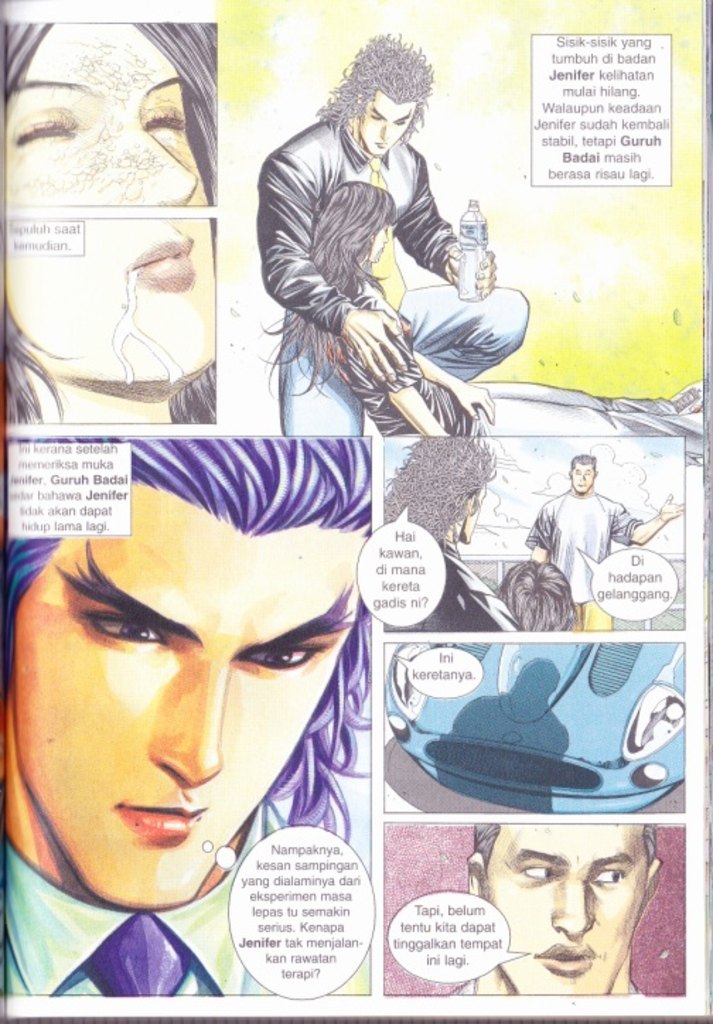 Sisik-sisik yang
tumbuh di badan
Jenifer kelihatan
mulai hilang.
Walaupun keadaan
Jenifer sudah kembali
stabil, tetapi Guruh
Badai masih
berasa risau lagi.
saat
kemudian.
Ini kerana setelah
memeriksa muka
Jenifer, Guruh Badai
bahawa Jenifer
tidak akan dapat
hidup lama lagi.
Nampaknya,
kesan sampingan
yang dialaminya dari
eksperimen masa
lepas tu semakin
serius. Kenapa
Jenifer tak menjalan-
kan rawatan
terapi?
Hai
kawan,
di mana
kereta
gadis ni?
Di
hadapan
gelanggang.
Ini
keretanya.
Tapi, belum
tentu kita dapat
tinggalkan tempat
ini lagi.